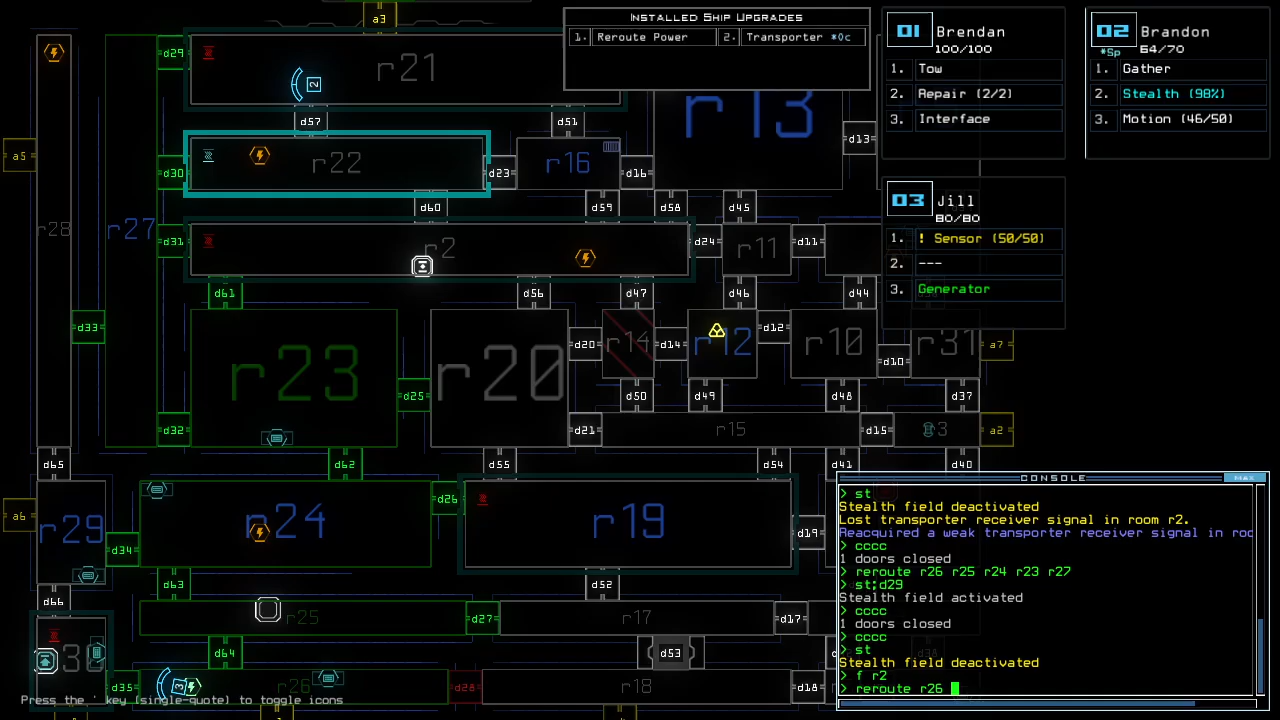 a3
INSTALLED SHIP UPGRADES
1. Reroute Power 2. Transporter *0c
01 Brendan
100/100
1. Tow
2. Repair (2/2)
3. Interface
02 Brandon
*Sp 64/70
1. Gather
2. Stealth (98%)
3. Motion (46/50)
03 Jill
80/80
1. ! Sensor (50/50)
2. ---
3. Generator
d29 r21 2 r13
d57 d51 d13
a5 d30 r22 d23 r16 d16
d60 d59 d58 d45
r28 r27 d31 r2 d24 r11 d11
d61 d56 d47 d46 d44
d33 r23 r20 d20 r14 d14 r12 d12 r10 d10 r31 a7
d25 d50 d49 d48 d37
d32 d21 r15 d15 r3 a2
d65 d62 d55 d54 d41 d40
a6 r29 r24 d26 r19 d19
d34
d66 d63 d52
r25 d27 r17 d17
30 d64 d53
d35 3 r26 d28 r18 d18
Press the ' key (single-quote) to toggle icons
CONSOLE
MAX
> st
Stealth field deactivated
Lost transporter receiver signal in room r2.
Reacquired a weak transporter receiver signal in roo
> cccc
1 doors closed
> reroute r26 r25 r24 r23 r27
> st;d29
Stealth field activated
> cccc
1 doors closed
> cccc
> st
Stealth field deactivated
> f r2
> reroute r26